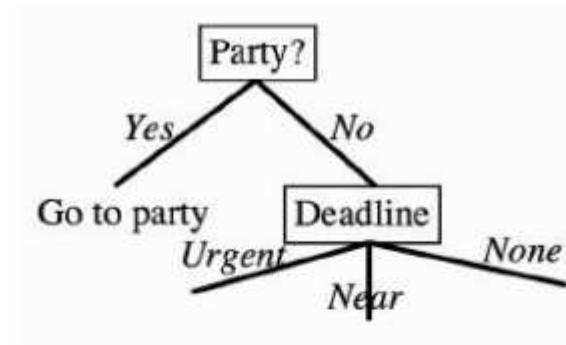 Party?
Yes No
Go to party Deadline
Urgent Near None